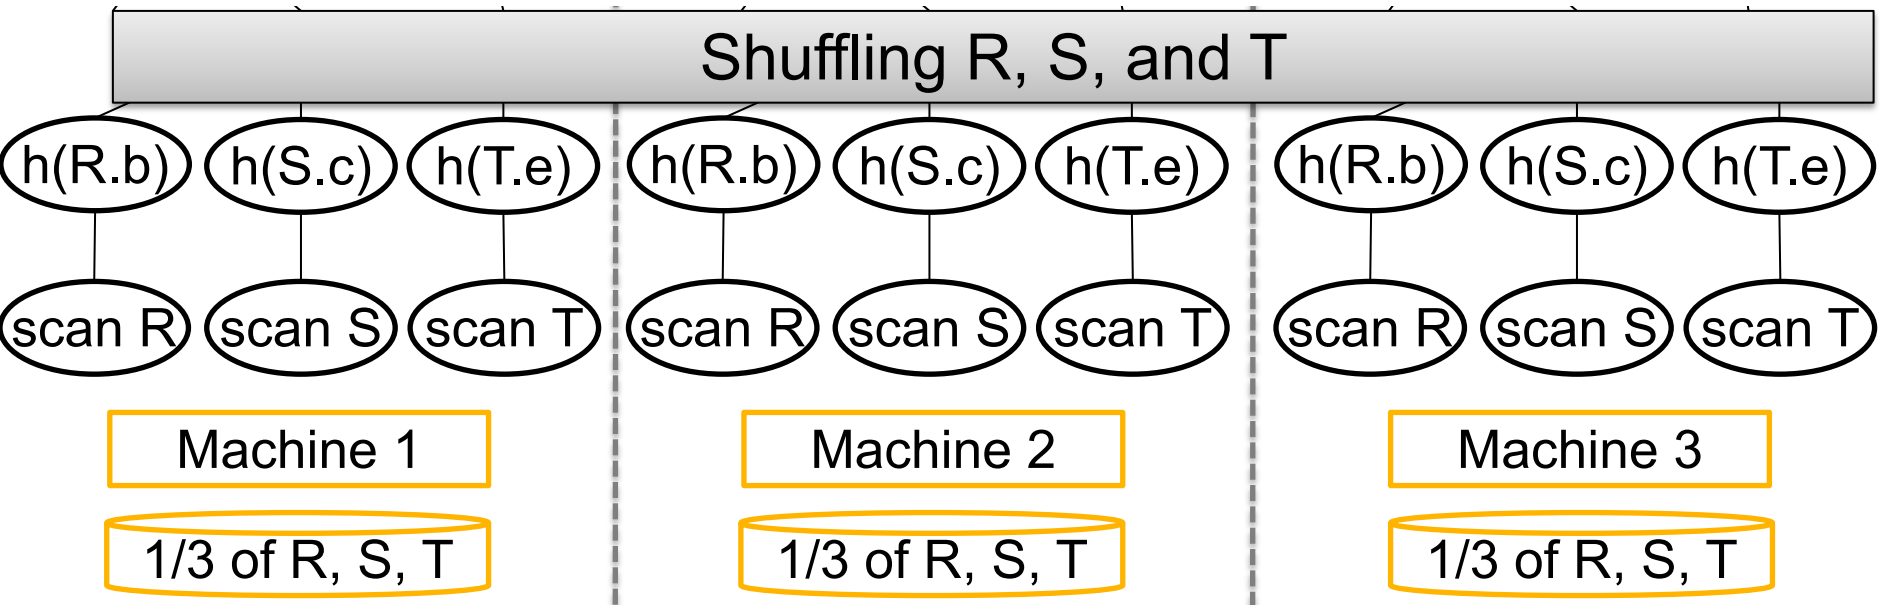 Shuffling R, S, and T
h(R.b) h(S.c) h(T.e) h(R.b) h(S.c) h(T.e) h(R.b) h(S.c) h(T.e)
scan R scan S scan T scan R scan S scan T scan R scan S scan T
Machine 1 Machine 2 Machine 3
1/3 of R, S, T 1/3 of R, S, T 1/3 of R, S, T